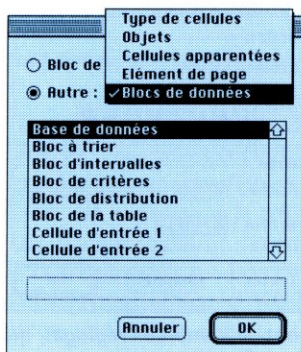 Type de cellules
Objets
Cellules apparentées
Elément de page
Bloc de
Autre : ✓Blocs de données
Base de données
Bloc à trier
Bloc d'intervalles
Bloc de critères
Bloc de distribution
Bloc de la table
Cellule d'entrée 1
Cellule d'entrée 2
Annuler
OK